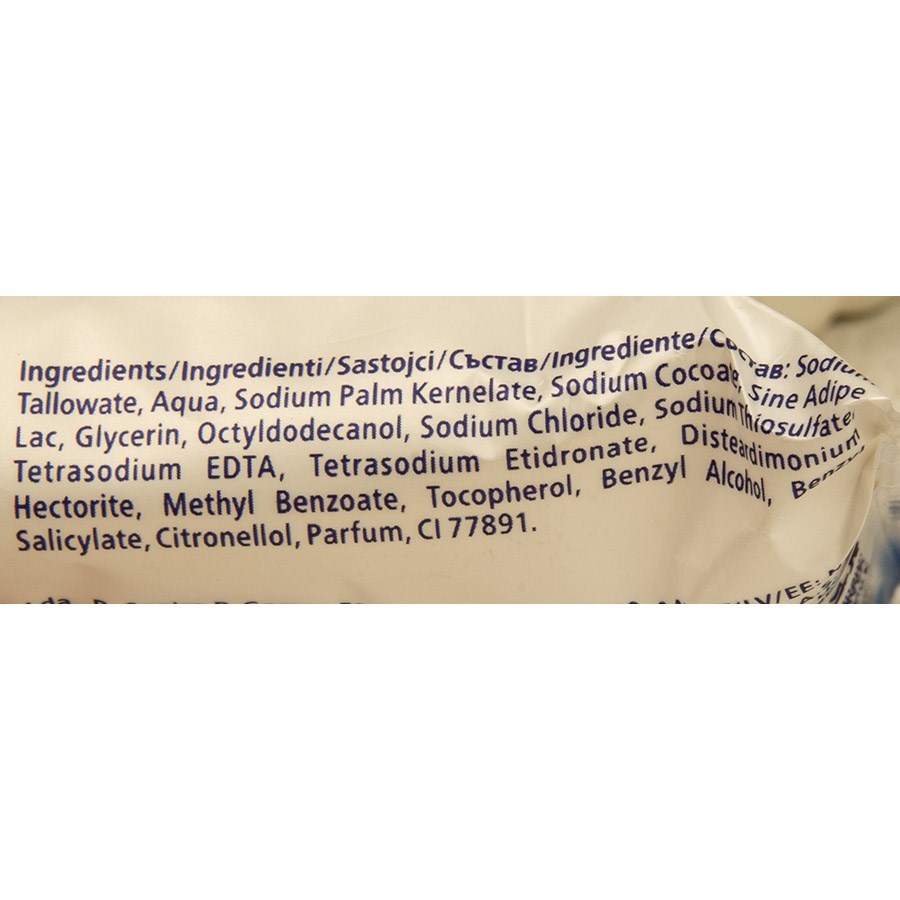 Ingredients/Ingredienti/Sastojci/Състав/Ingrediente/Состав: Sodium
Tallowate, Aqua, Sodium Palm Kernelate, Sodium Cocoate, Sine Adipe
Lac, Glycerin, Octyldodecanol, Sodium Chloride, Sodium Thiosulfate,
Tetrasodium EDTA, Tetrasodium Etidronate, Disteardimonium
Hectorite, Methyl Benzoate, Tocopherol, Benzyl Alcohol, Benzyl
Salicylate, Citronellol, Parfum, CI 77891.